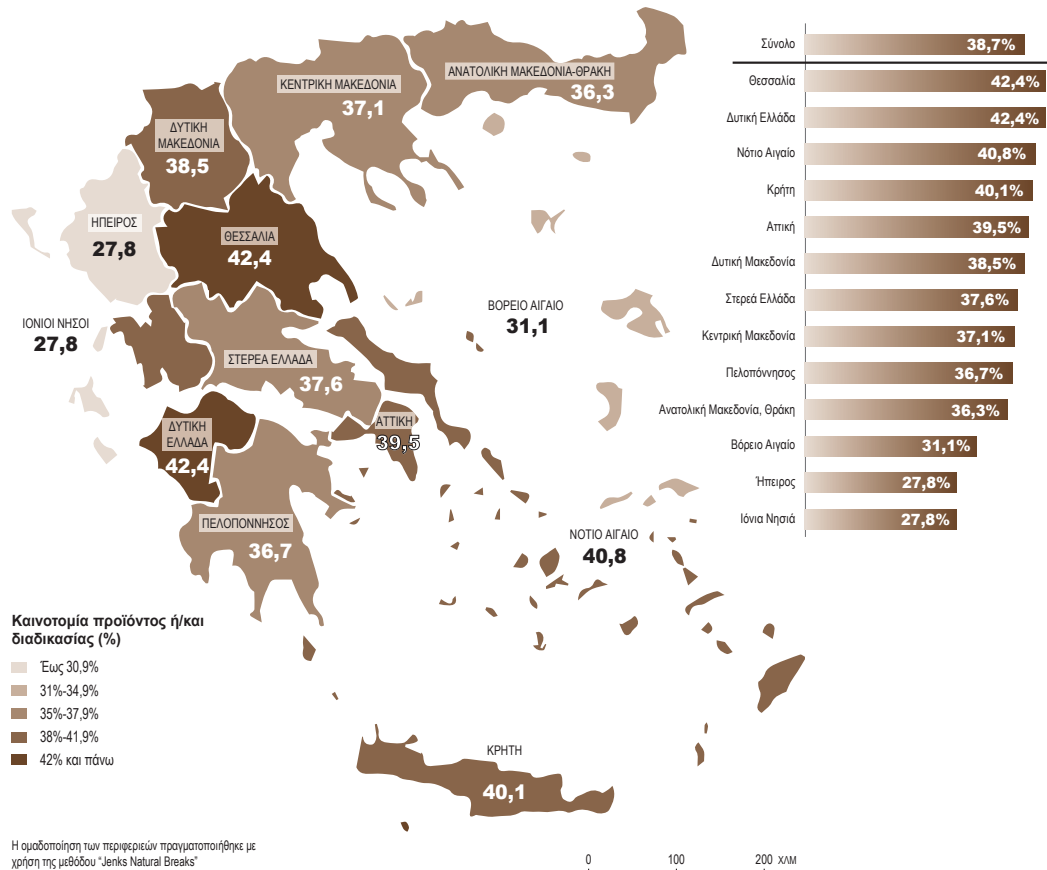 ΑΝΑΤΟΛΙΚΗ ΜΑΚΕΔΟΝΙΑ-ΘΡΑΚΗ
36,3
ΚΕΝΤΡΙΚΗ ΜΑΚΕΔΟΝΙΑ
37,1
ΔΥΤΙΚΗ
ΜΑΚΕΔΟΝΙΑ
38,5
ΗΠΕΙΡΟΣ
27,8
ΘΕΣΣΑΛΙΑ
42,4
ΙΟΝΙΟΙ ΝΗΣΟΙ
27,8
ΒΟΡΕΙΟ ΑΙΓΑΙΟ
31,1
ΣΤΕΡΕΑ ΕΛΛΑΔΑ
37,6
ΔΥΤΙΚΗ
ΕΛΛΑΔΑ
42,4
ΑΤΤΙΚΗ
39,5
ΠΕΛΟΠΟΝΝΗΣΟΣ
36,7
ΝΟΤΙΟ ΑΙΓΑΙΟ
40,8
ΚΡΗΤΗ
40,1
Σύνολο 38,7%
Θεσσαλία 42,4%
Δυτική Ελλάδα 42,4%
Νότιο Αιγαίο 40,8%
Κρήτη 40,1%
Αττική 39,5%
Δυτική Μακεδονία 38,5%
Στερεά Ελλάδα 37,6%
Κεντρική Μακεδονία 37,1%
Πελοπόννησος 36,7%
Ανατολική Μακεδονία, Θράκη 36,3%
Βόρειο Αιγαίο 31,1%
Ήπειρος 27,8%
Ιόνια Νησιά 27,8%
Καινοτομία προϊόντος ή/και
διαδικασίας (%)
Έως 30,9%
31%-34,9%
35%-37,9%
38%-41,9%
42% και πάνω
Η ομαδοποίηση των περιφερειών πραγματοποιήθηκε με
χρήση της μεθόδου "Jenks Natural Breaks"
0 100 200 ΧΛΜ